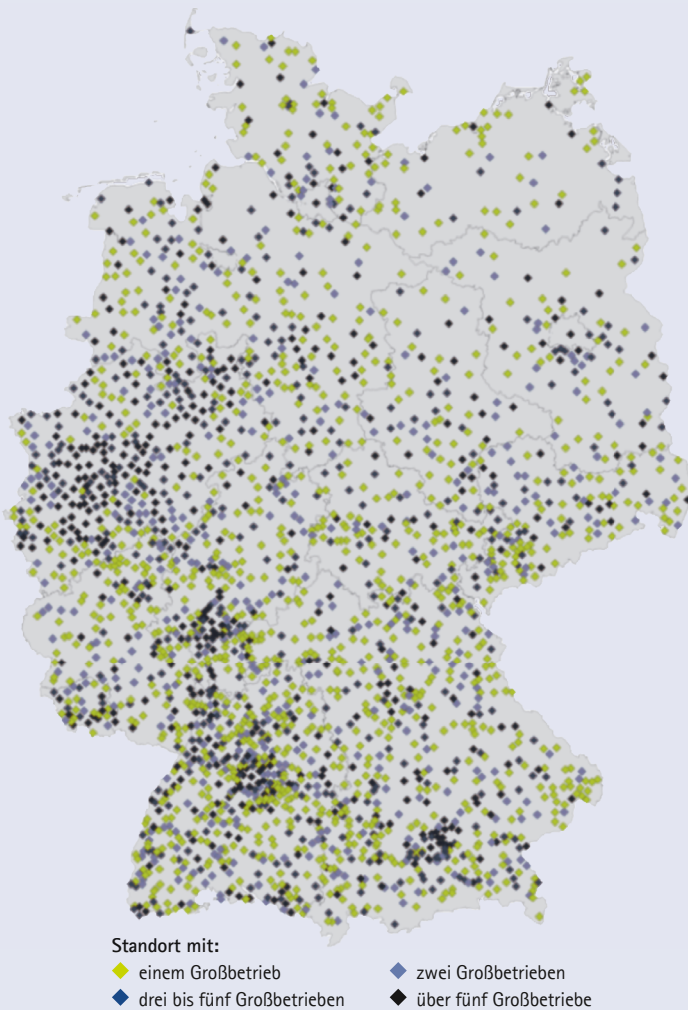 Standort mit:
einem Großbetrieb
zwei Großbetrieben
drei bis fünf Großbetrieben
über fünf Großbetriebe